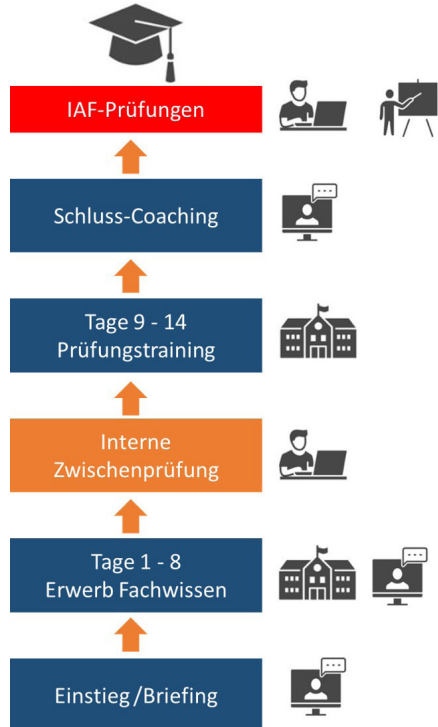 IAF-Prüfungen
Schluss-Coaching
Tage 9 - 14
Prüfungstraining
Interne
Zwischenprüfung
Tage 1 - 8
Erwerb Fachwissen
Einstieg/Briefing